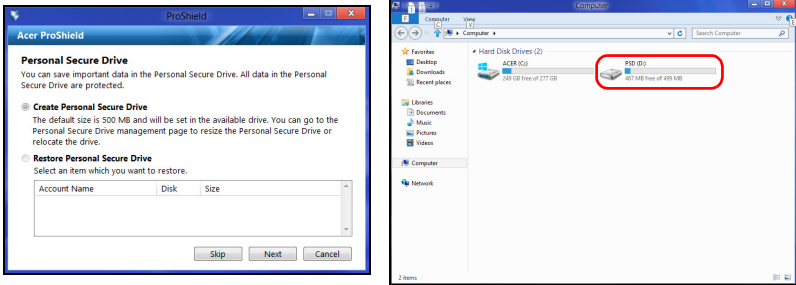 ProShield
Acer ProShield
Personal Secure Drive
You can save important data in the Personal Secure Drive. All data in the Personal
Secure Drive are protected.
Create Personal Secure Drive
The default size is 500 MB and will be set in the available drive. You can go to the
Personal Secure Drive management page to resize the Personal Secure Drive or
relocate the drive.
Restore Personal Secure Drive
Select an item which you want to restore.
Account Name Disk Size
Skip Next Cancel
Computer
1
F Computer View E
C V
Computer Search Computer
Favorites
Desktop
Downloads
Recent places
Libraries
Documents
Music
Pictures
Videos
Computer
Network
Hard Disk Drives (2)
ACER (C:)
249 GB free of 277 GB
PSD (D:)
467 MB free of 499 MB
2 items